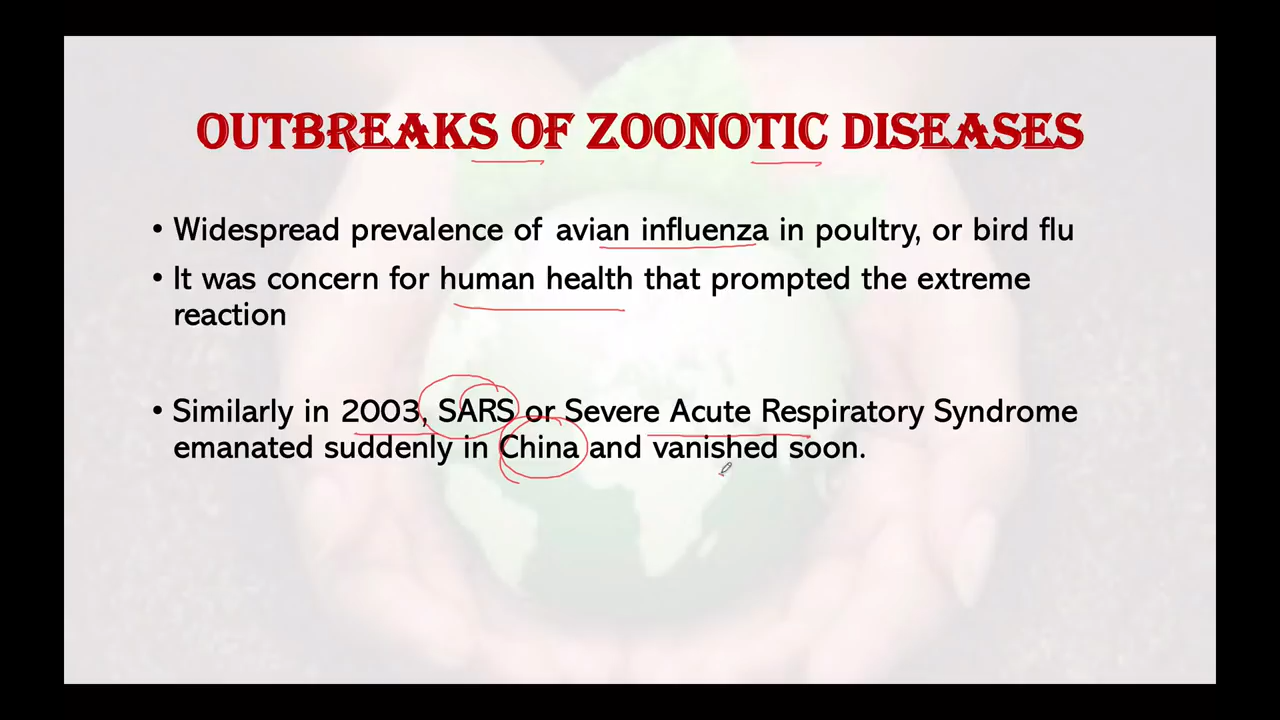 OUTBREAKS OF ZOONOTIC DISEASES
• Widespread prevalence of avian influenza in poultry, or bird flu
• It was concern for human health that prompted the extreme
reaction
• Similarly in 2003, SARS or Severe Acute Respiratory Syndrome
emanated suddenly in China and vanished soon.